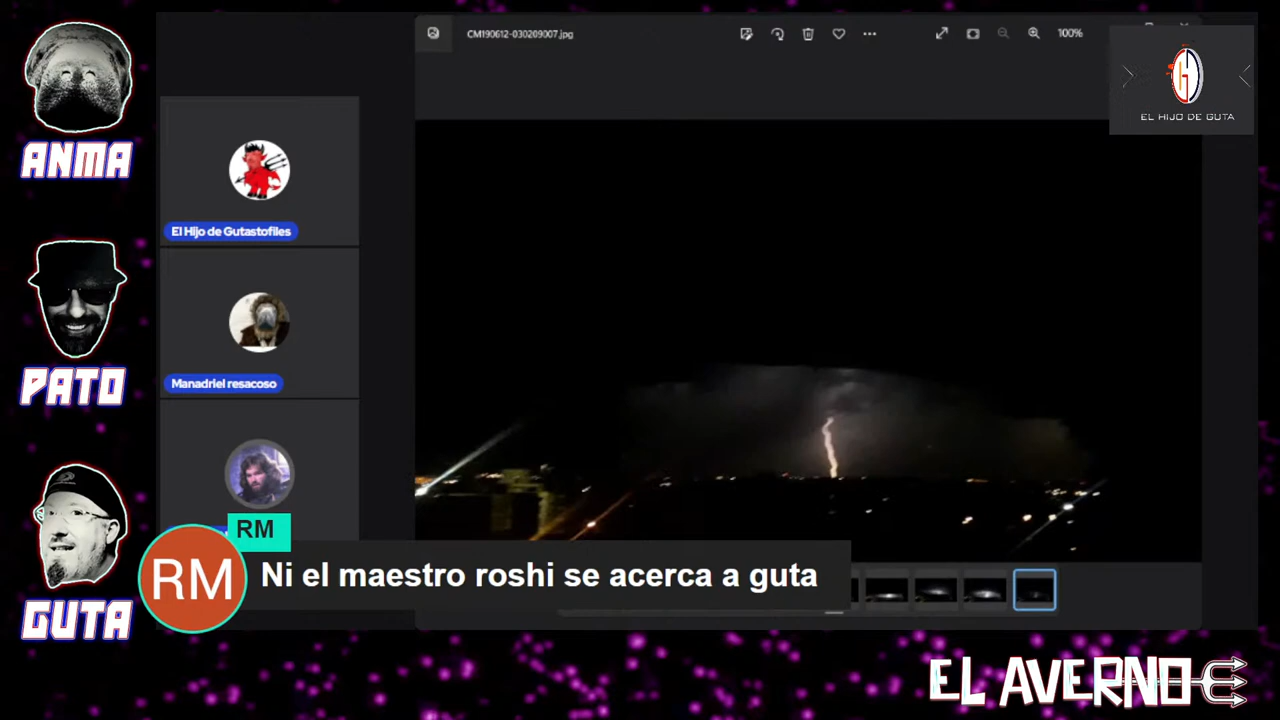 ANMA
PATO
GUTA
CM190612-030209007.jpg
100%
EL HIJO DE GUTA
El Hijo de Gutastofiles
Manadriel resacoso
RM
RM
Ni el maestro roshi se acerca a guta
EL AVERNO